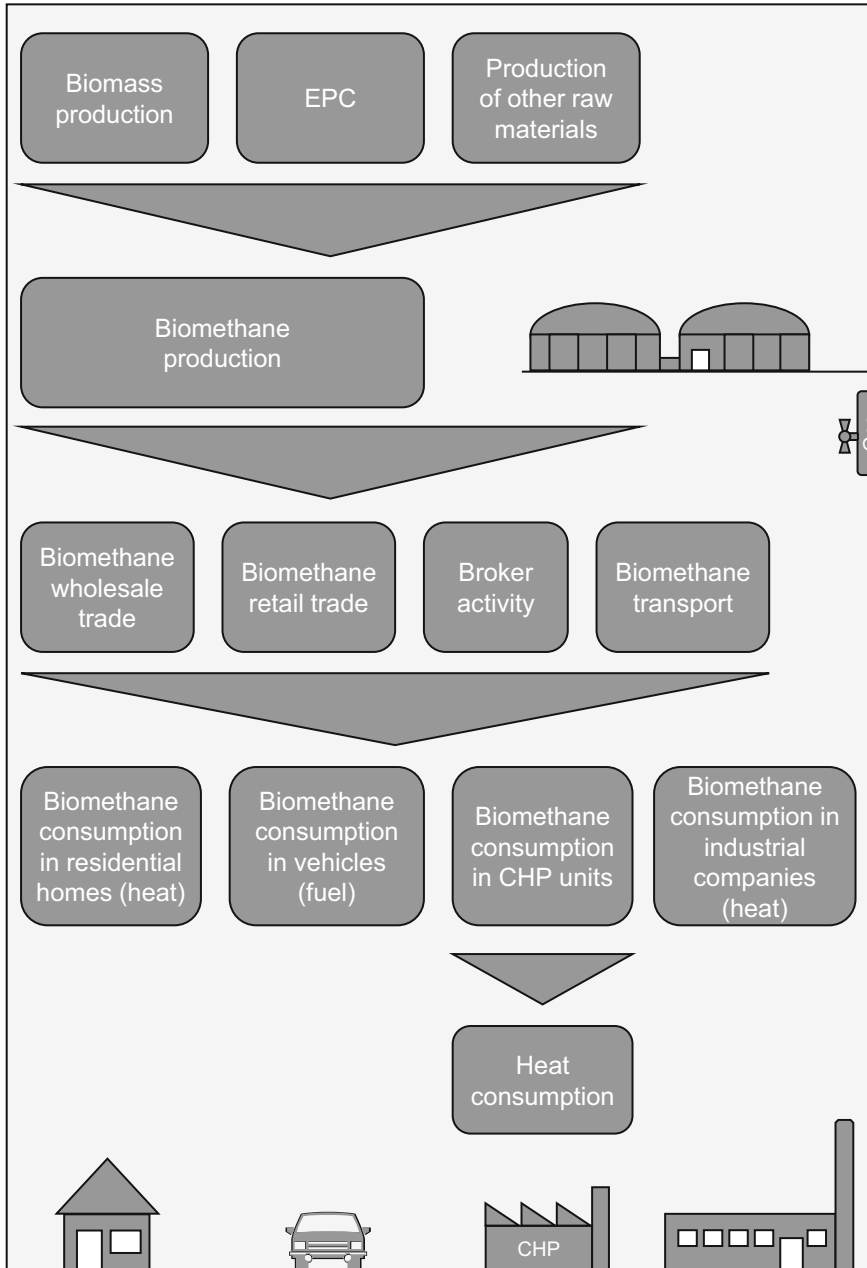 Biomass
production
EPC
Production
of other raw
materials
Biomethane
production
Biomethane
wholesale
trade
Biomethane
retail trade
Broker
activity
Biomethane
transport
Biomethane
consumption
in residential
homes (heat)
Biomethane
consumption
in vehicles
(fuel)
Biomethane
consumption
in CHP units
Biomethane
consumption in
industrial
companies
(heat)
Heat
consumption
CHP